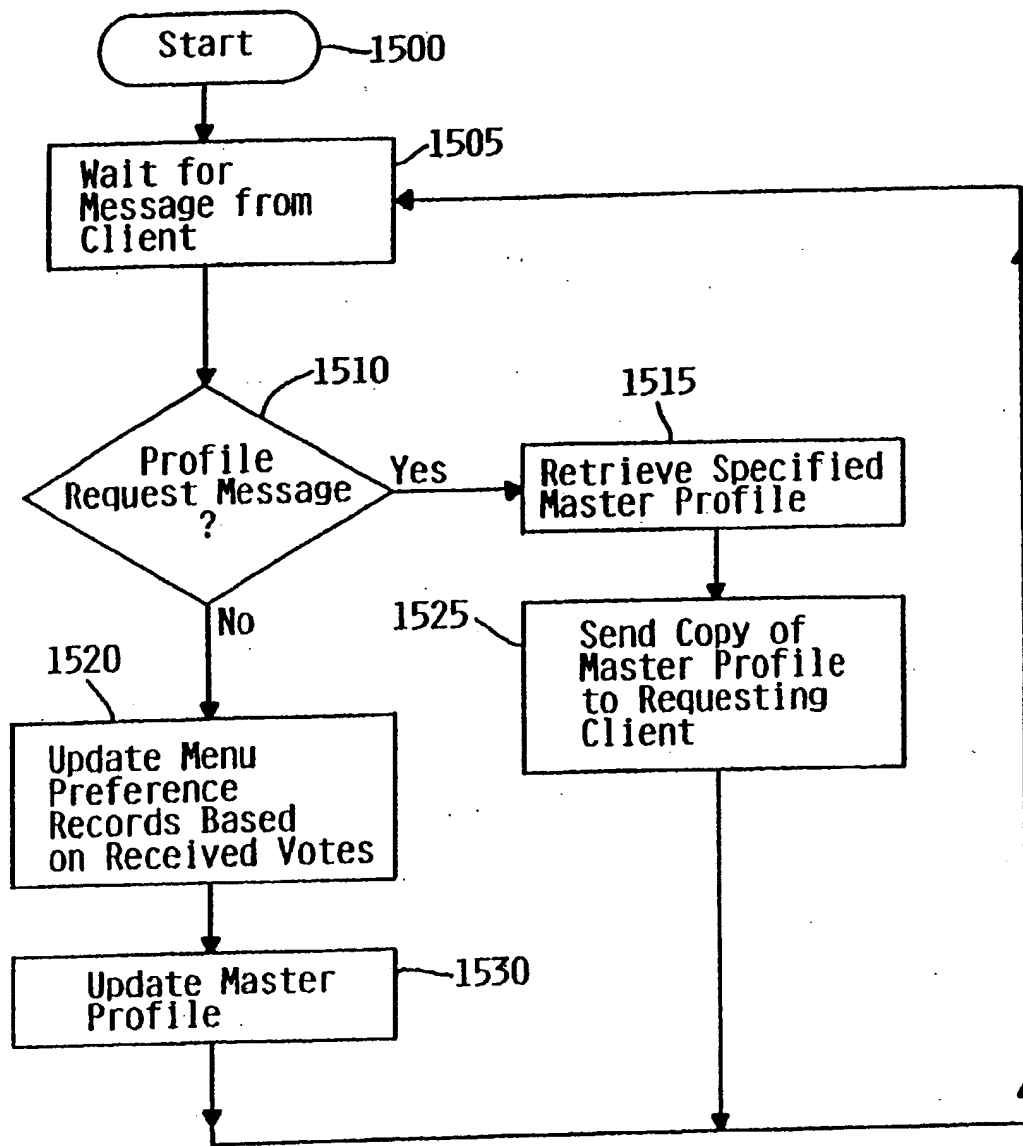 Start
1500
1505
Wait for
Message from
Client
1510
Profile
Request Message
?
Yes
No
1515
Retrieve Specified
Master Profile
1525
Send Copy of
Master Profile
to Requesting
Client
1520
Update Menu
Preference
Records Based
on Received Votes
Update Master
Profile
1530